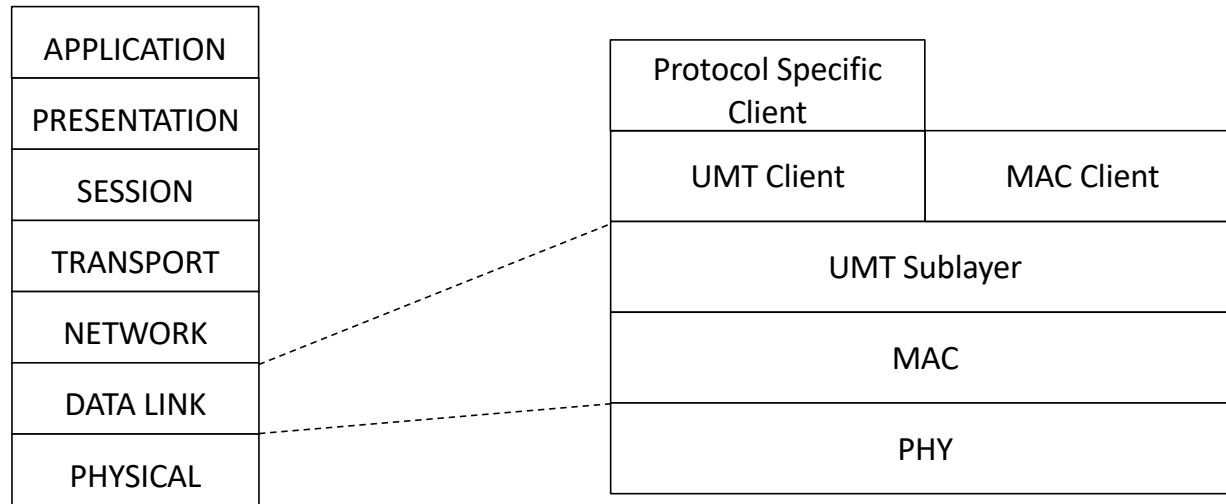 APPLICATION
PRESENTATION
SESSION
TRANSPORT
NETWORK
DATA LINK
PHYSICAL
Protocol Specific
Client
UMT Client
MAC Client
UMT Sublayer
MAC
PHY